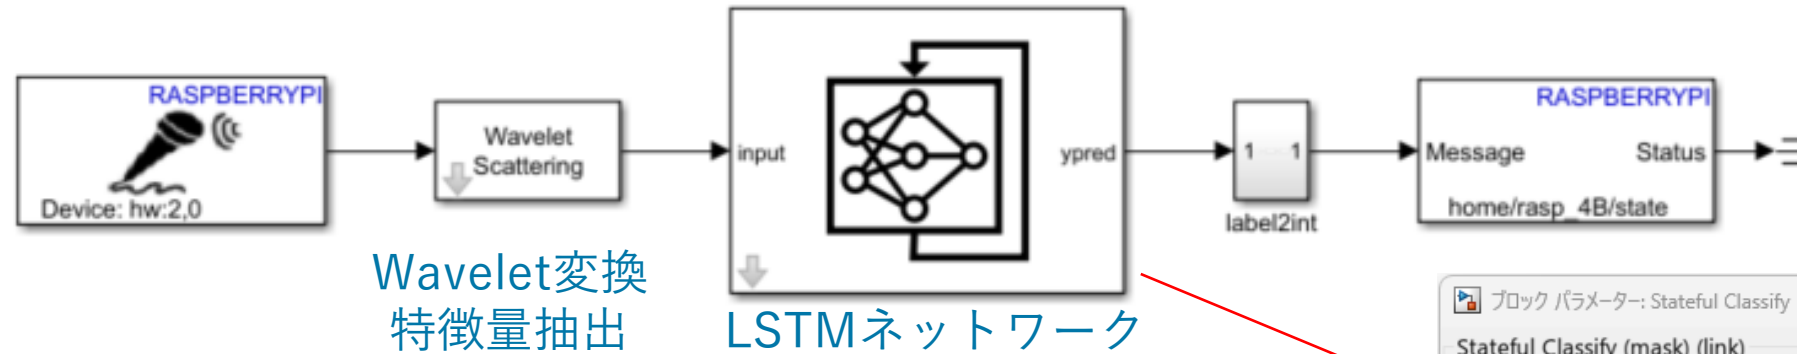 RASPBERRYPI
Device: hw:2,0
Wavelet
Scattering
input
ypred
1 1
label2int
RASPBERRYPI
Message Status
home/rasp_4B/state
Wavelet変換
特徴量抽出
LSTMネットワーク
ブロック パラメーター: Stateful Classify
Stateful Classify (mask) (link)